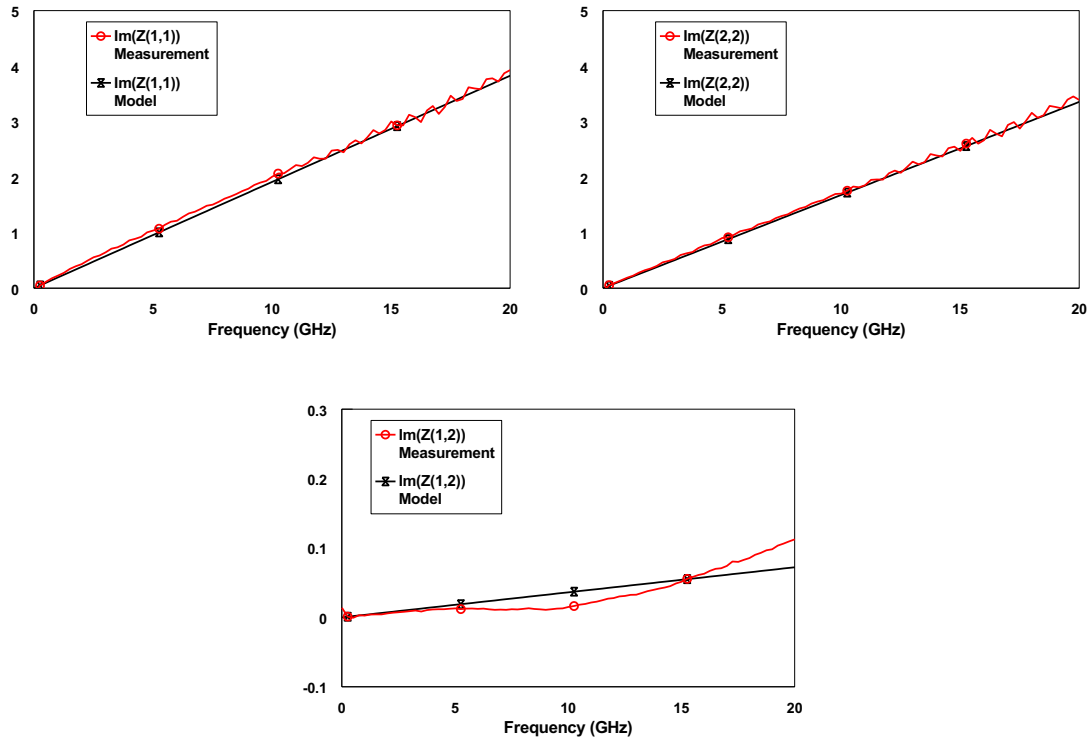 5
4
3
2
1
0
Im(Z(1,1))
Measurement
Im(Z(1,1))
Model
0
5
10
15
20
Frequency (GHz)
5
4
3
2
1
0
Im(Z(2,2))
Measurement
Im(Z(2,2))
Model
0
5
10
15
20
Frequency (GHz)
0.3
0.2
0.1
0
-0.1
Im(Z(1,2))
Measurement
Im(Z(1,2))
Model
0
5
10
15
20
Frequency (GHz)